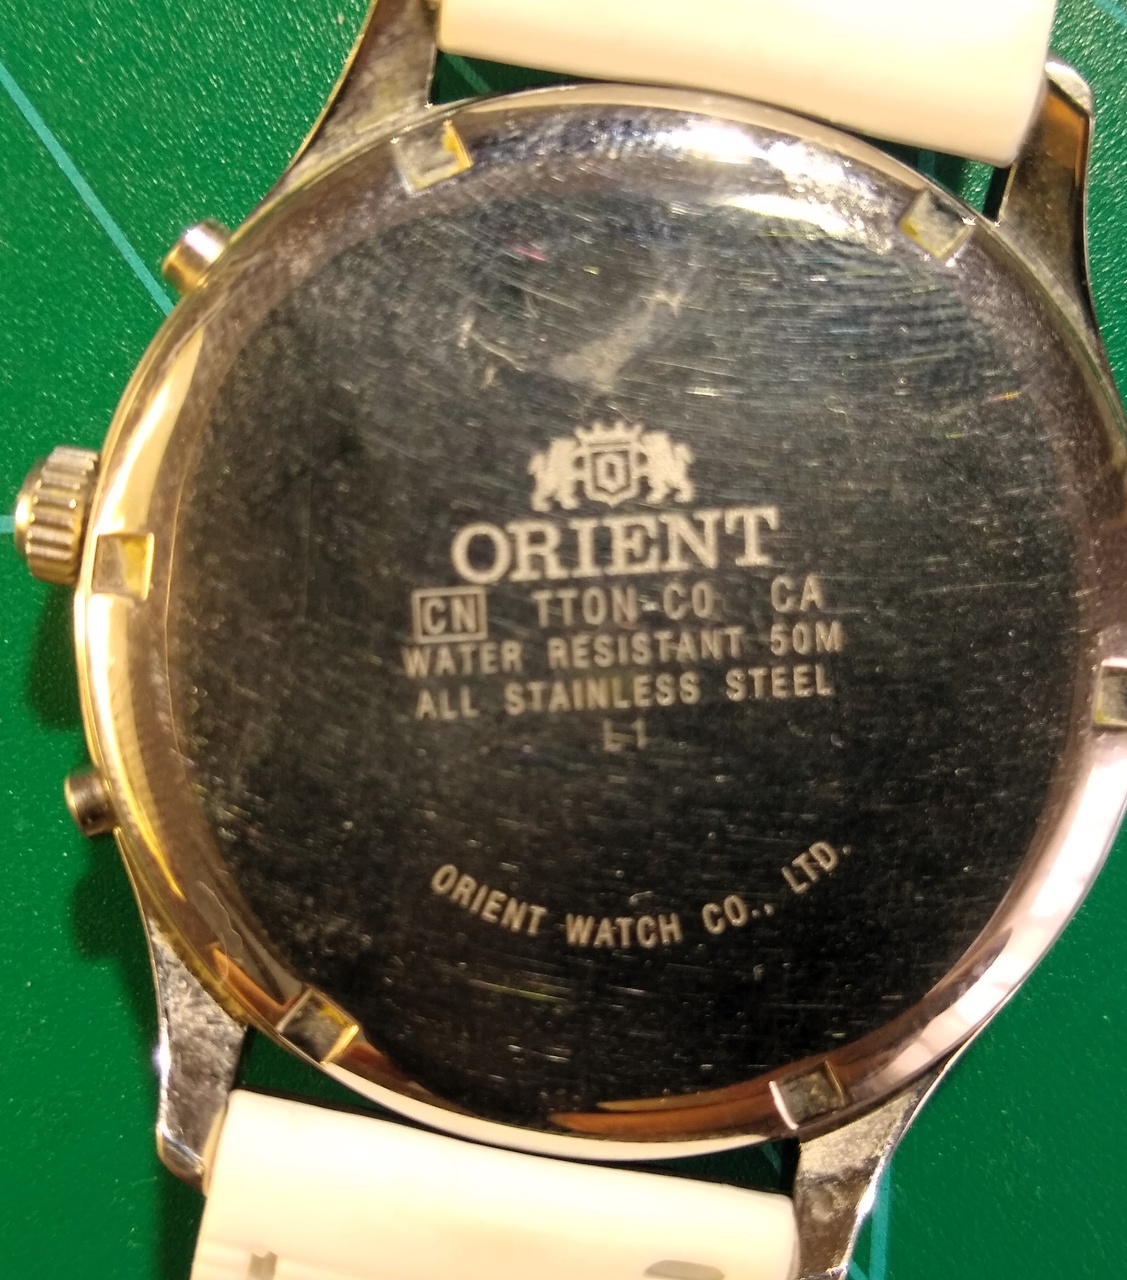 ORIENT
CN TTON-C0 CA
WATER RESISTANT 50M
ALL STAINLESS STEEL
L1
ORIENT WATCH CO., LTD.